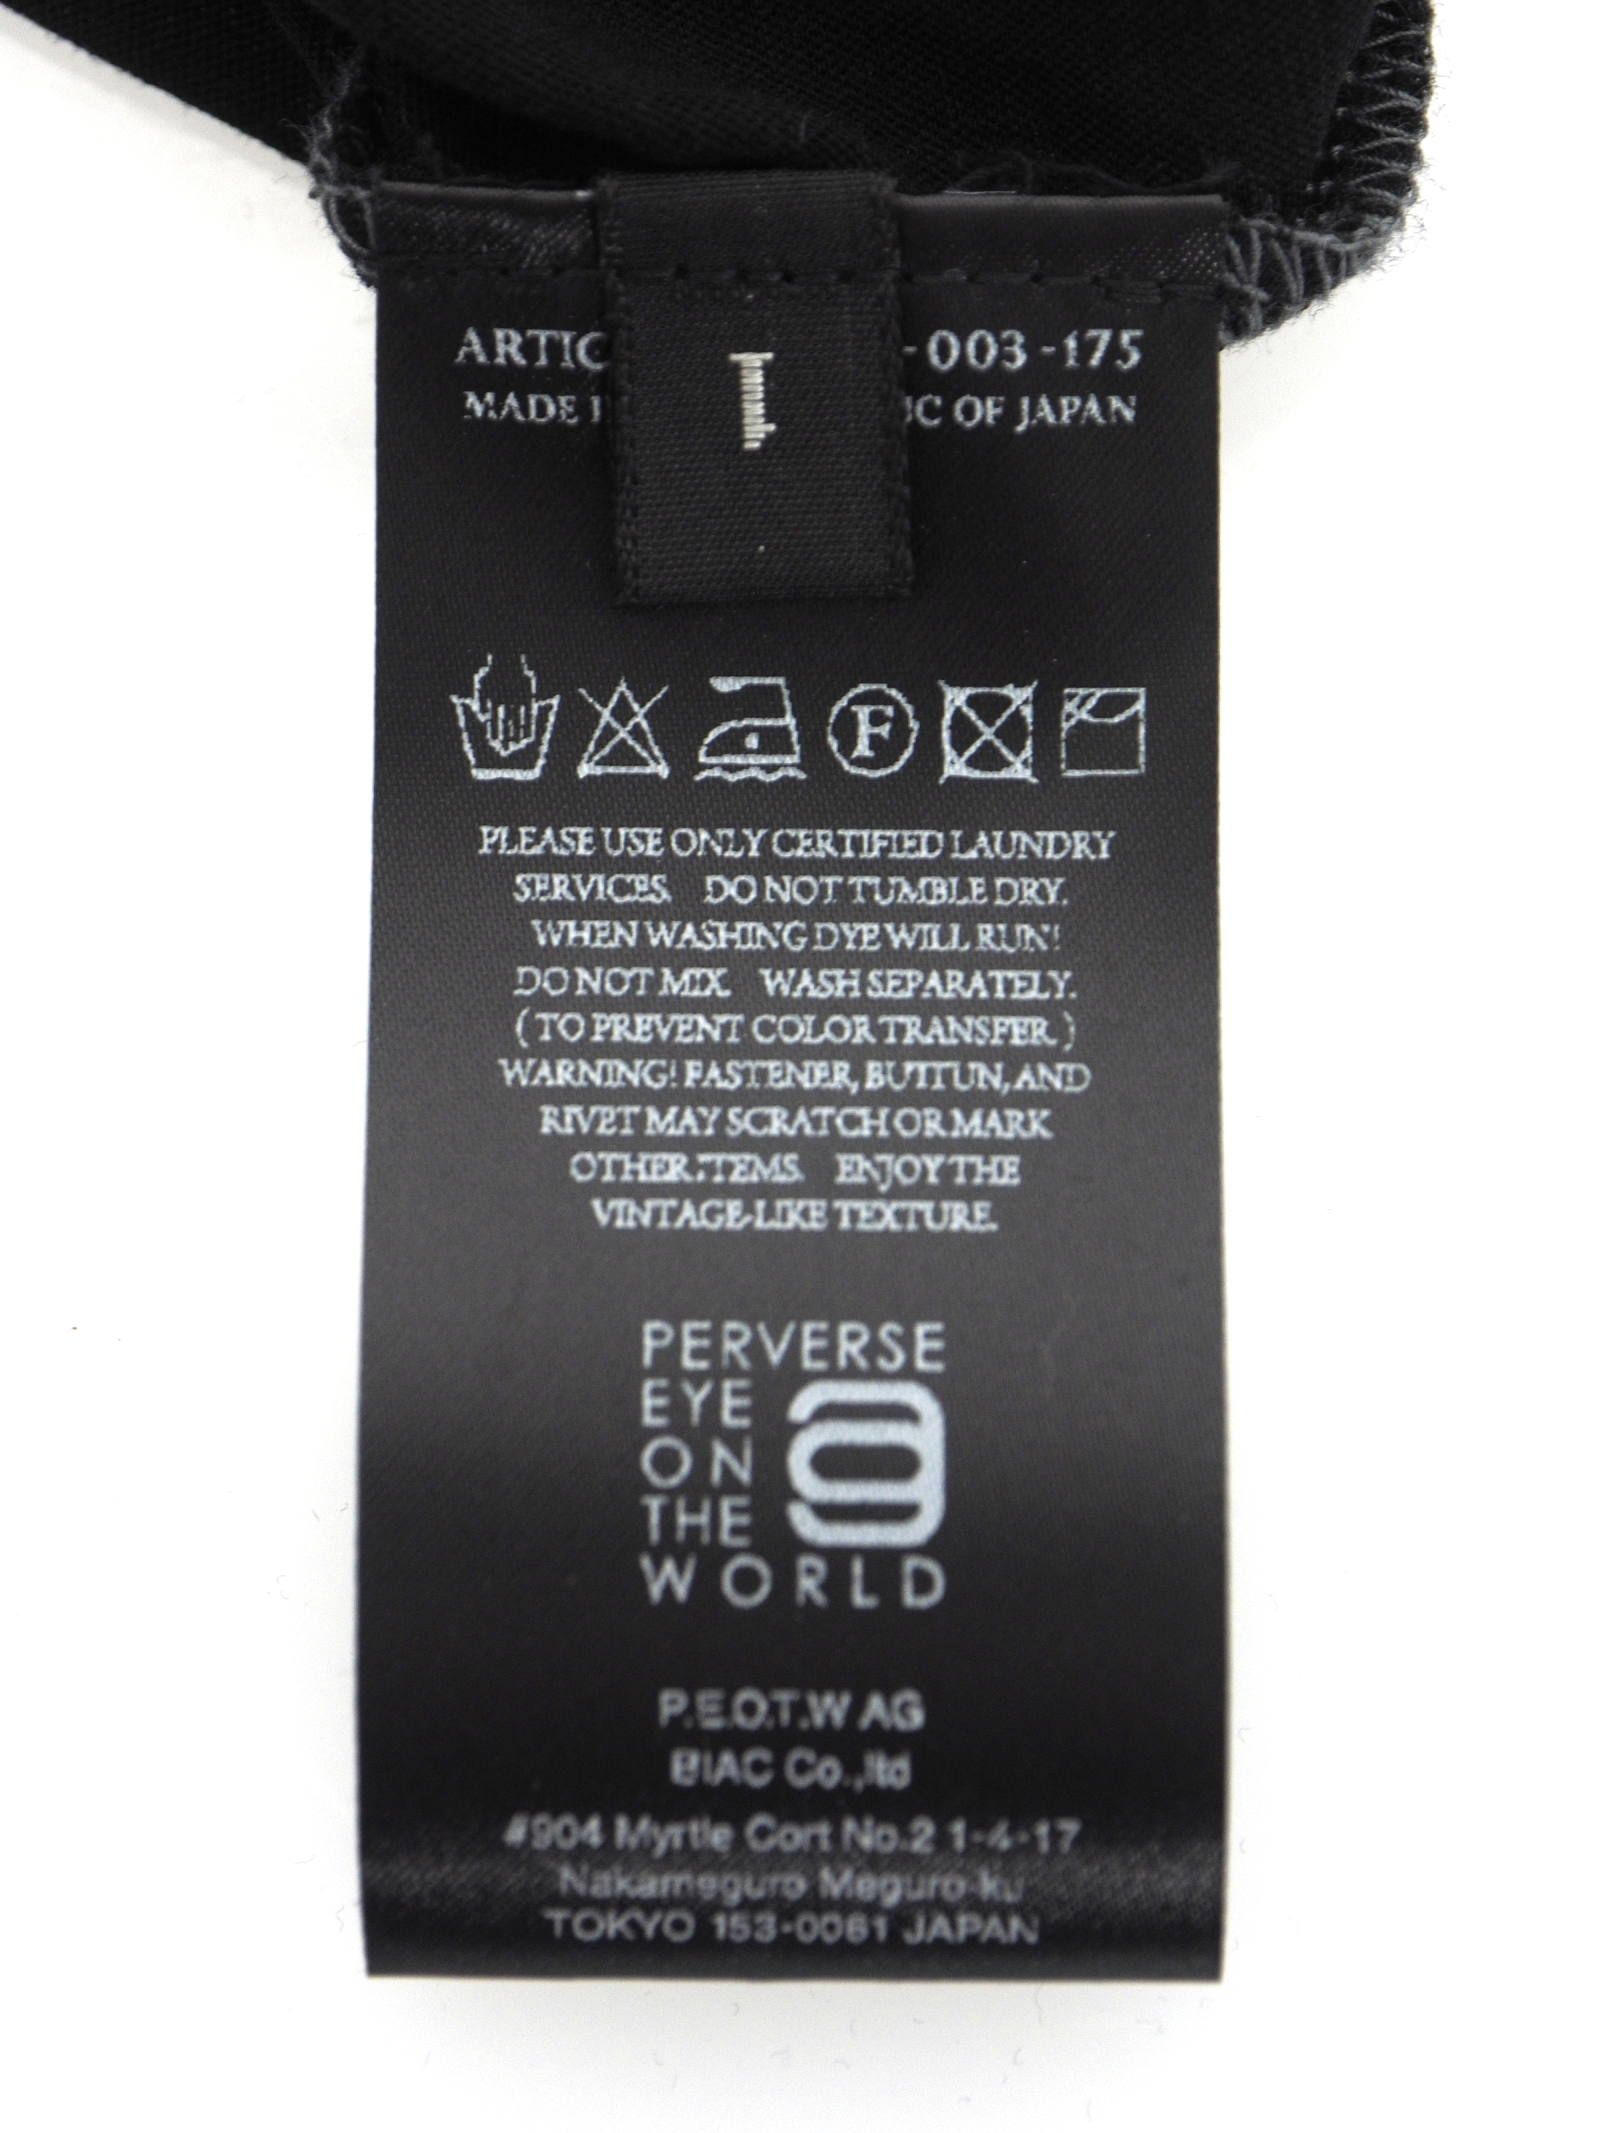 ARTIC -003-175
1
MADE I IC OF JAPAN
F
PLEASE USE ONLY CERTIFIED LAUNDRY
SERVICES. DO NOT TUMBLE DRY.
WHEN WASHING DYE WILL RUN!
DO NOT MIX. WASH SEPARATELY.
(TO PREVENT COLOR TRANSFER.)
WARNING! FASTENER, BUTTUN, AND
RIVET MAY SCRATCH OR MARK
OTHER ITEMS. ENJOY THE
VINTAGE-LIKE TEXTURE.
PERVERSE
EYE
ON
THE
WORLD
P.E.O.T.W AG
BIAC Co.,ltd
#904 Myrtle Cort No.2 1-4-17
Nakameguro Meguro-ku
TOKYO 153-0061 JAPAN